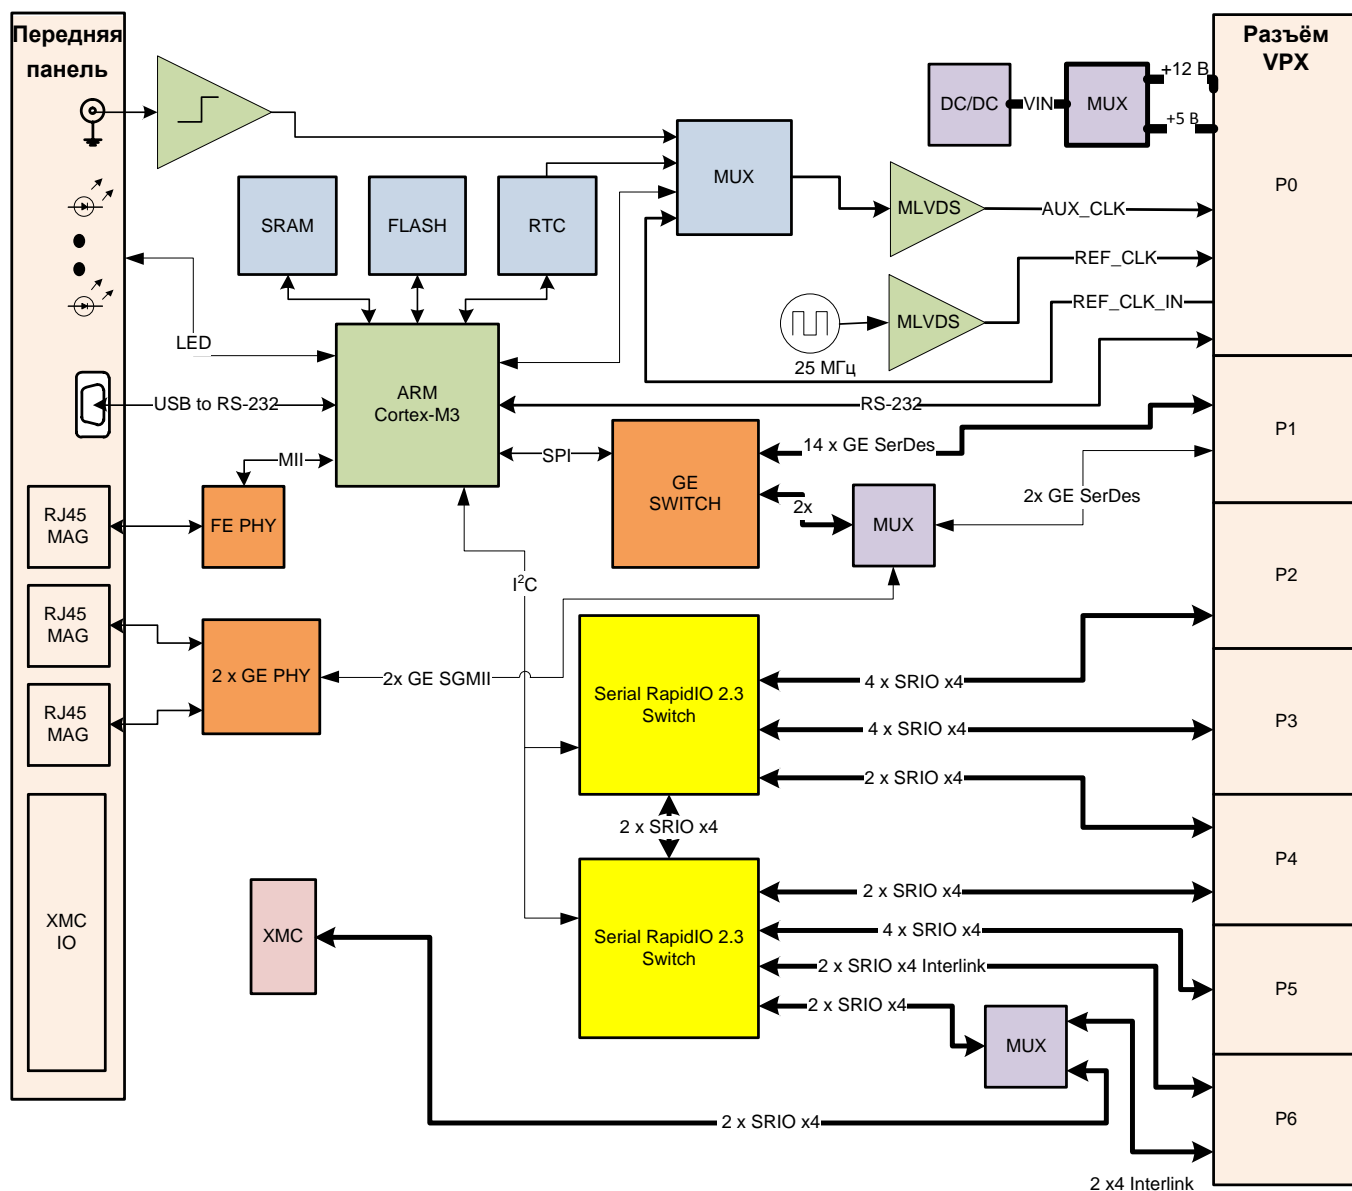 Передняя
панель
Разъём
VPX
+12 В
DC/DC
VIN
MUX
+5 В
P0
MUX
SRAM
FLASH
RTC
MLVDS
AUX_CLK
REF_CLK
REF_CLK_IN
MLVDS
25 МГц
LED
ARM
Cortex-M3
USB to RS-232
RS-232
P1
14 x GE SerDes
MII
SPI
GE
SWITCH
2x
MUX
2x GE SerDes
RJ45
MAG
FE PHY
I²C
P2
RJ45
MAG
2 x GE PHY
2x GE SGMII
Serial RapidIO 2.3
Switch
4 x SRIO x4
4 x SRIO x4
P3
RJ45
MAG
2 x SRIO x4
2 x SRIO x4
P4
2 x SRIO x4
XMC
IO
XMC
Serial RapidIO 2.3
Switch
4 x SRIO x4
2 x SRIO x4 Interlink
P5
2 x SRIO x4
MUX
2 x SRIO x4
P6
2 x4 Interlink